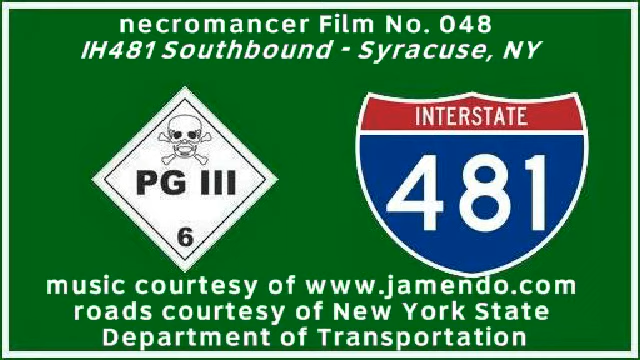 necromancer Film No. 048
IH481 Southbound - Syracuse, NY
PG III
6
INTERSTATE
481
music courtesy of www.jamendo.com
roads courtesy of New York State
Department of Transportation